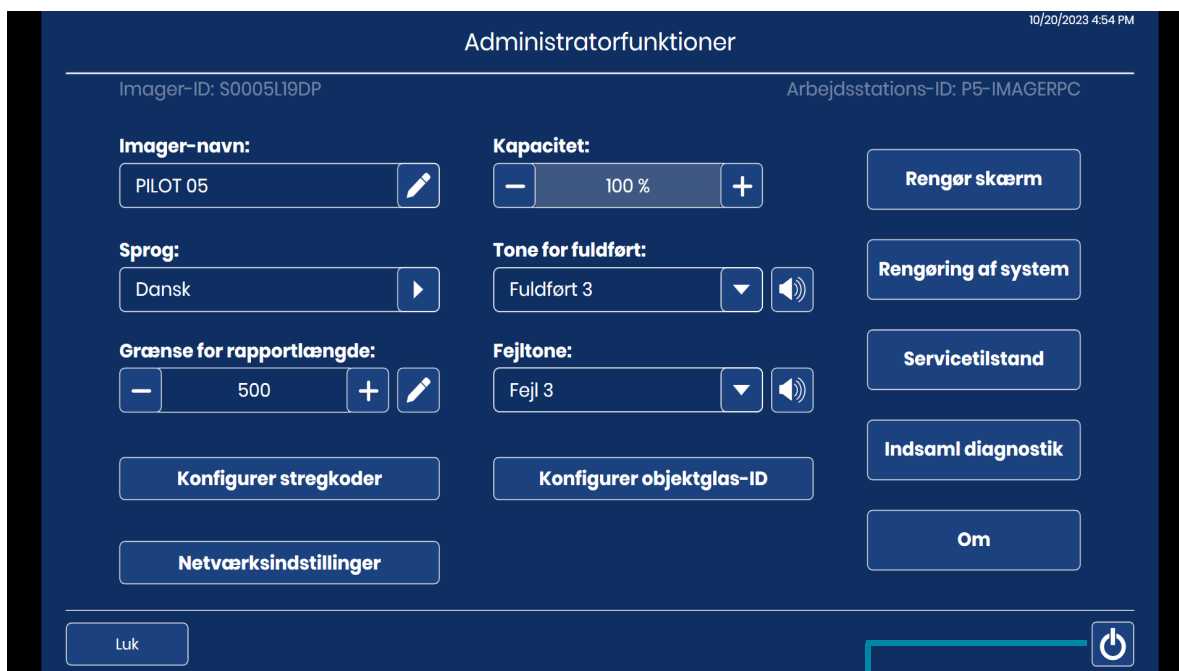 10/20/2023 4:54 PM
Administratorfunktioner
Imager-ID: S0005L19DP
Arbejdsstations-ID: P5-IMAGERPC
Imager-navn:
PILOT 05
Kapacitet:
100 %
Rengør skærm
Sprog:
Dansk
Tone for fuldført:
Fuldført 3
Rengøring af system
Grænse for rapportlængde:
500
Fejltone:
Fejl 3
Servicetilstand
Konfigurer stregkoder
Konfigurer objektglas-ID
Indsaml diagnostik
Netværksindstillinger
Om
Luk